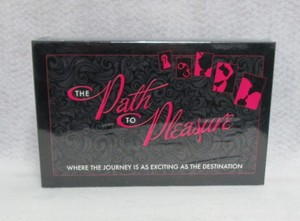 THE
Path
TO
Pleasure
WHERE THE JOURNEY IS AS EXCITING AS THE DESTINATION